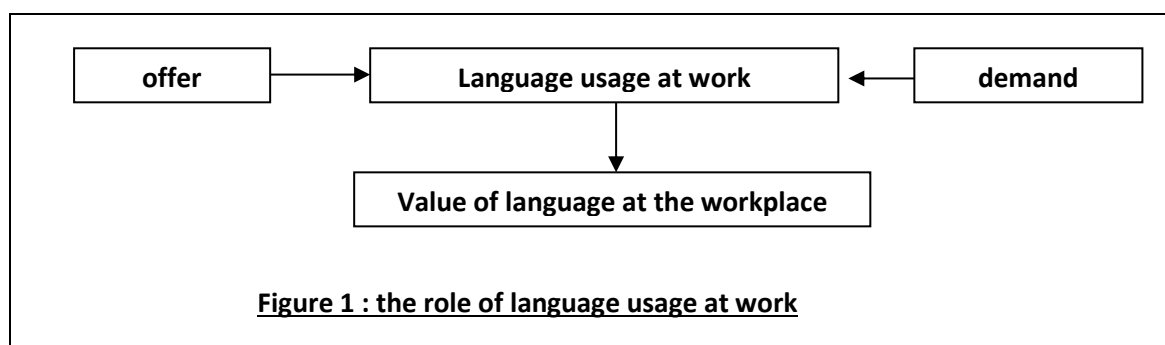 offer
Language usage at work
demand
Value of language at the workplace
Figure 1 : the role of language usage at work